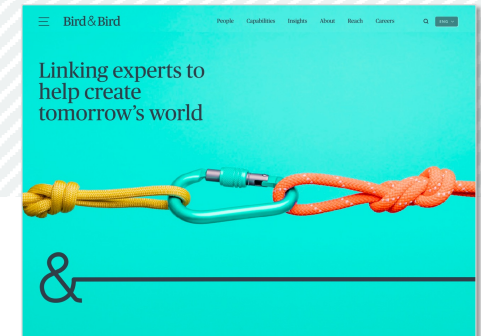 Bird & Bird
People Capabilities Insights About Reach Careers
Linking experts to
help create
tomorrow's world
&